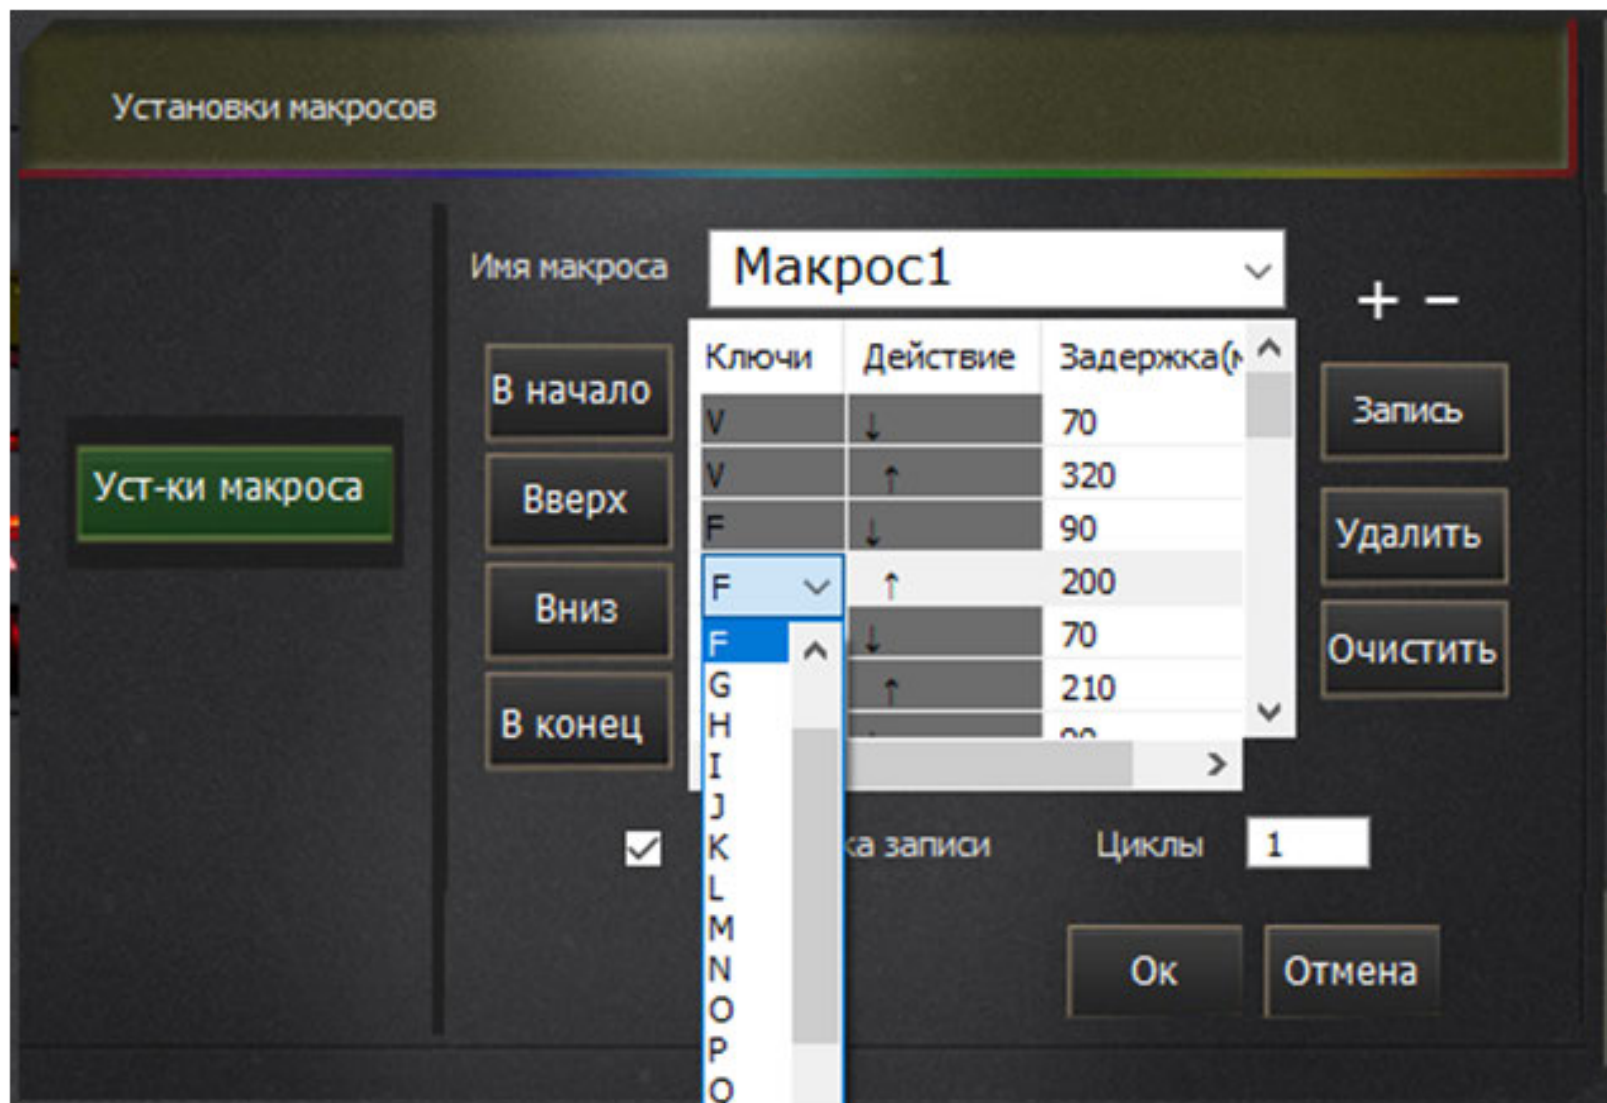 Установки макросов
Имя макроса
Макрос1
+ −
Ключи Действие Задержка(м
V ↓ 70
V ↑ 320
F ↓ 90
F ↑ 200
↓ 70
↑ 210
В начало
Вверх
Вниз
В конец
Уст-ки макроса
Запись
Удалить
Очистить
F
G
H
I
J
K
L
M
N
O
P
записи
Циклы 1
Ок
Отмена